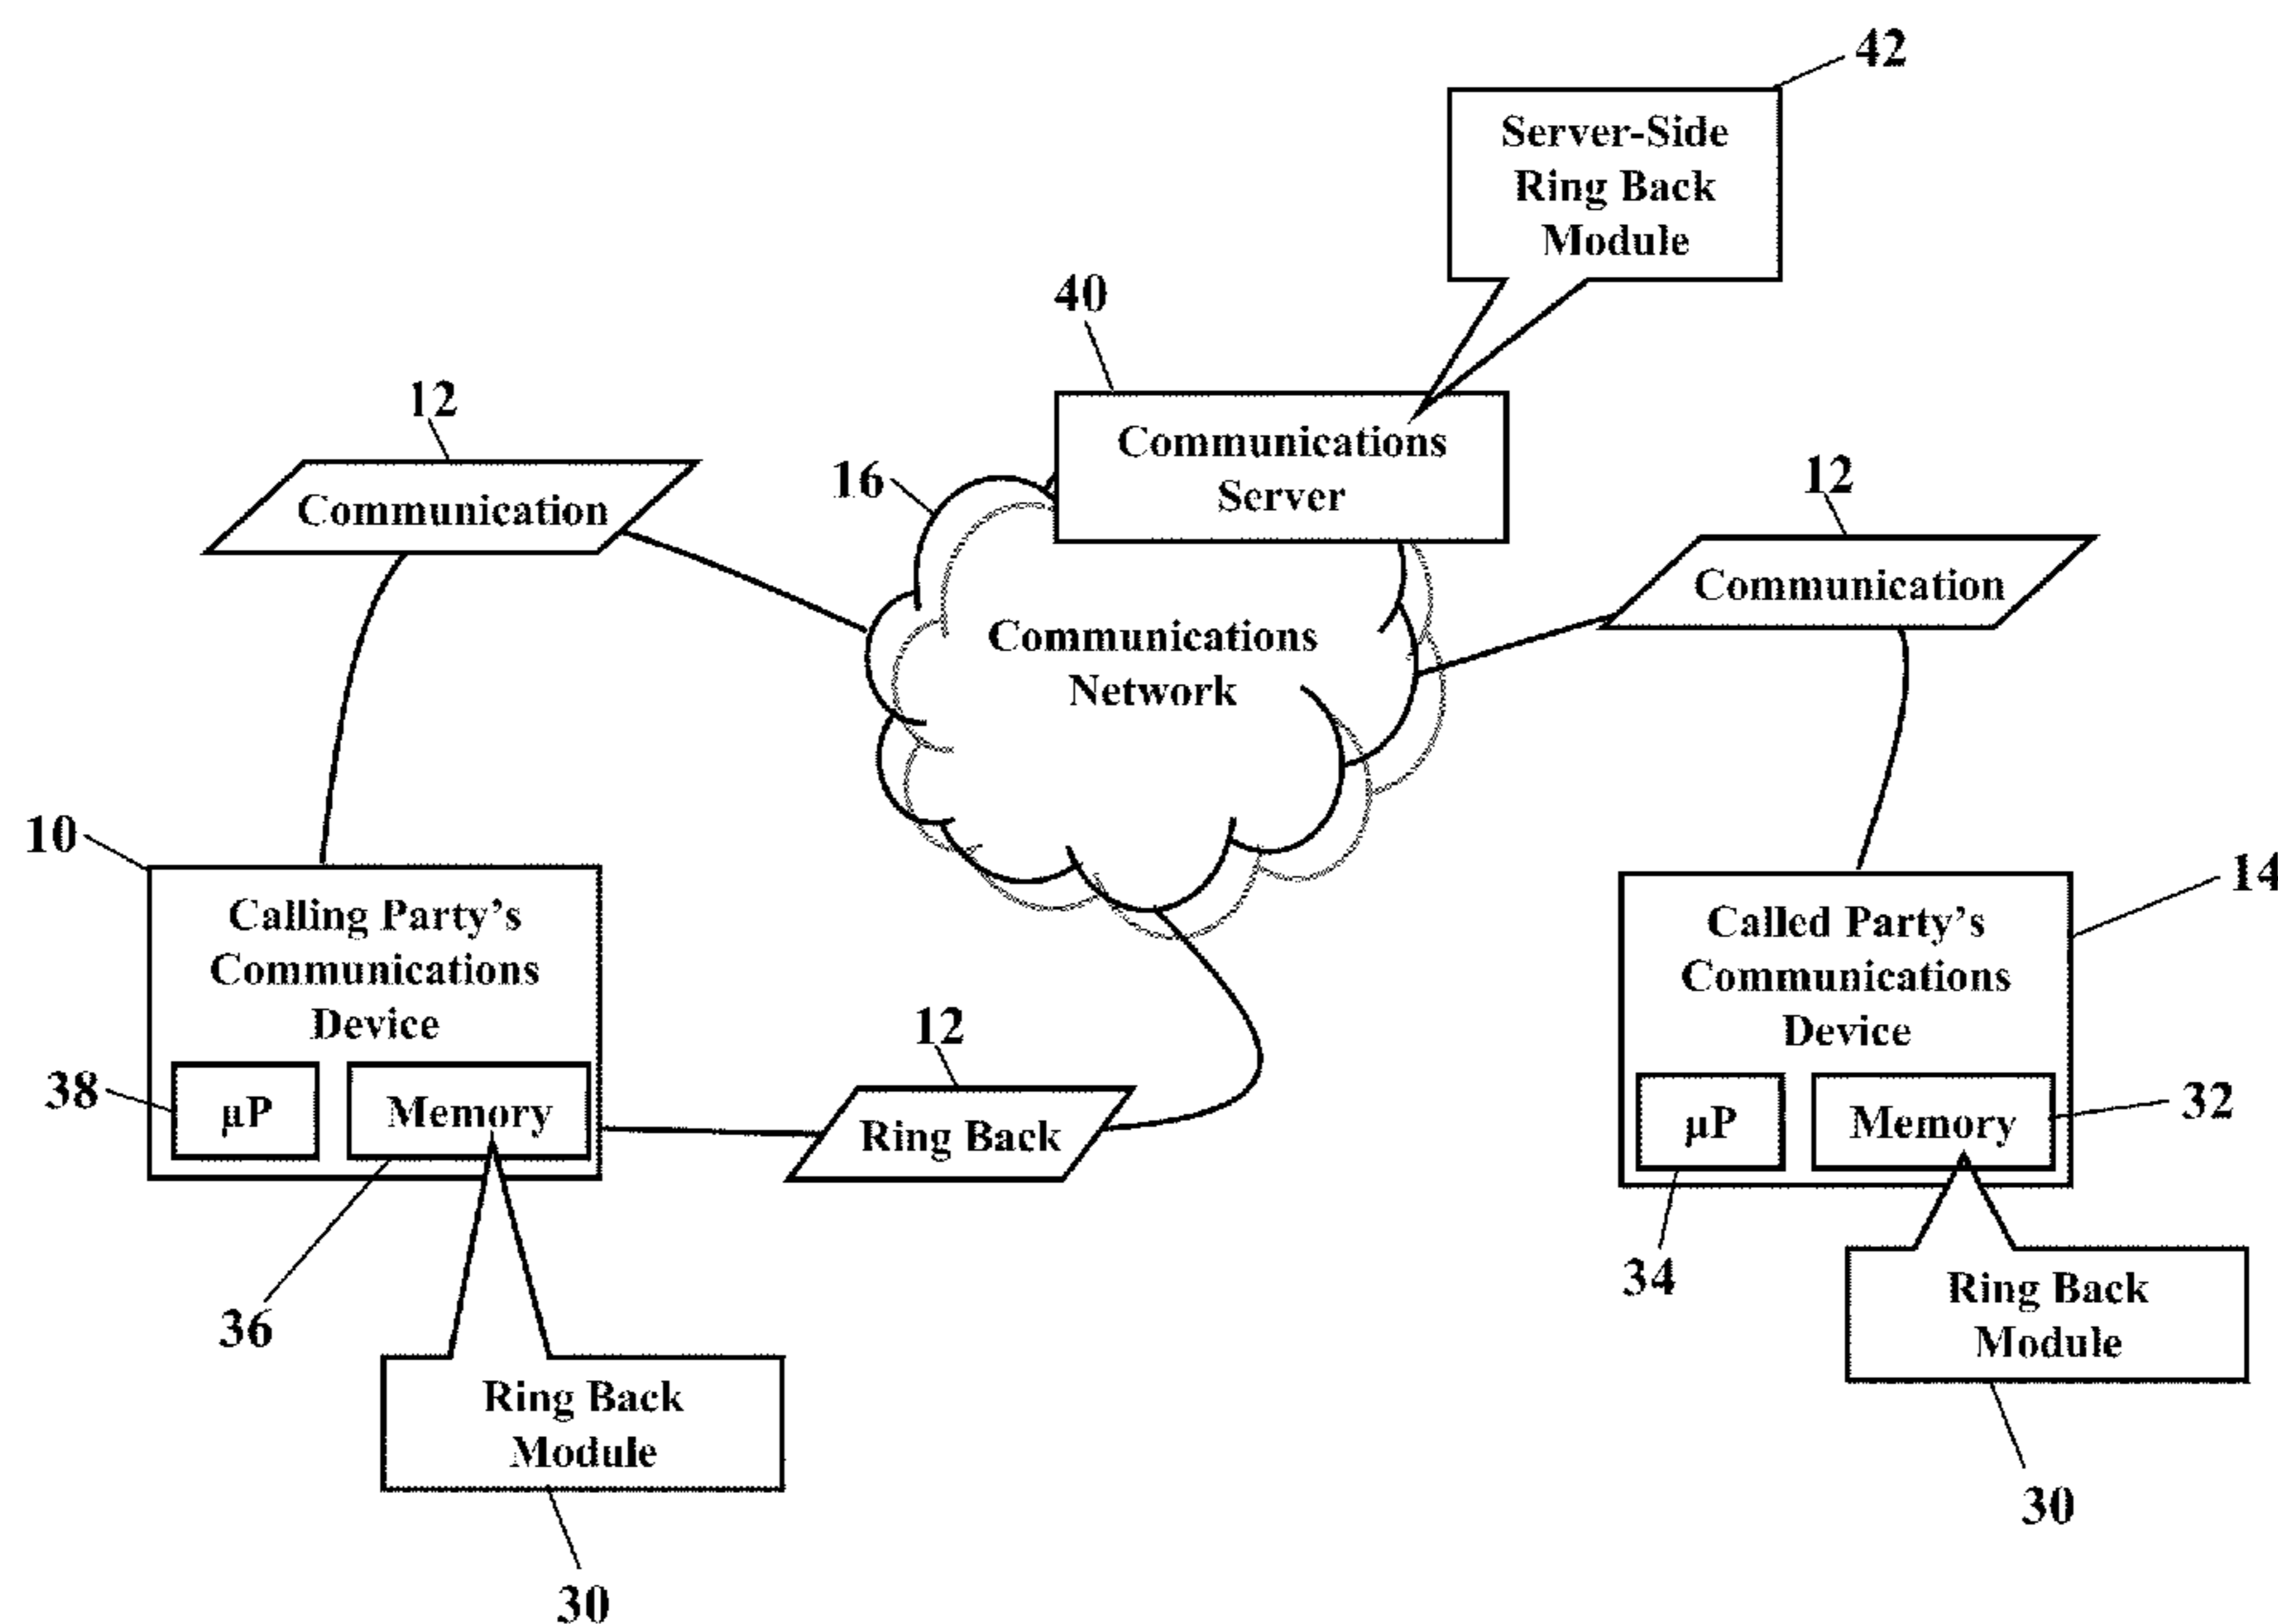 42
Server-Side
Ring Back
Module
40
12
Communications
Server
16
12
Communication
Communication
Communications
Network
10
Calling Party's
Communications
Device
14
Called Party's
Communications
Device
12
38
µP
Memory
Ring Back
µP
Memory
32
36
34
Ring Back
Module
Ring Back
Module
30
30